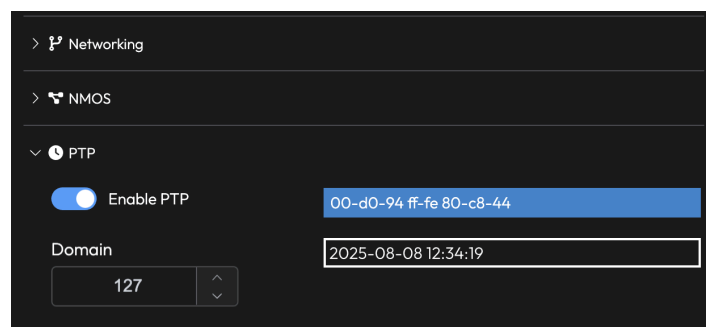 Networking
NMOS
PTP
Enable PTP
00-d0-94 ff-fe 80-c8-44
Domain
2025-08-08 12:34:19
127